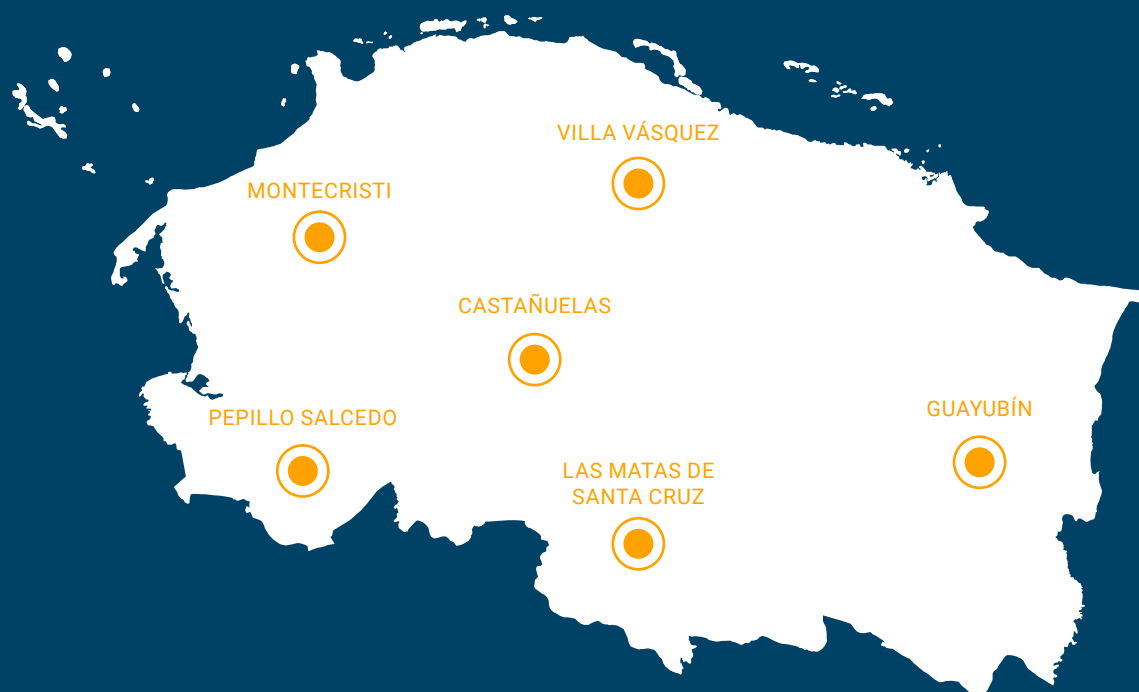 VILLA VÁSQUEZ
MONTECRISTI
CASTAÑUELAS
GUAYUBÍN
PEPILLO SALCEDO
LAS MATAS DE
SANTA CRUZ